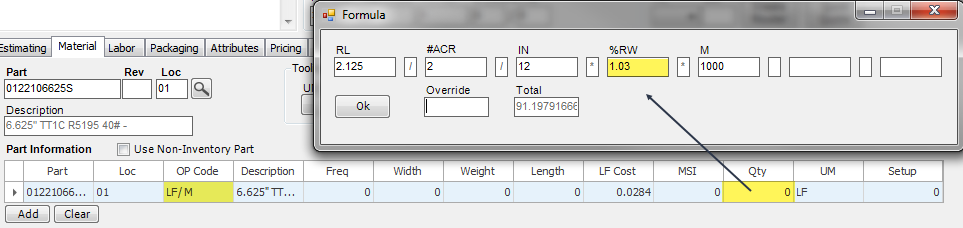 Formula
RL #ACR IN %RW M
2.125 / 2 / 12 * 1.03 * 1000
Override Total
Ok 91.19791666
Estimating Material Labor Packaging Attributes Pricing
Part Rev Loc
0122106625S 01
Description
6.625" TT1C R5195 40# -
Part Information Use Non-Inventory Part
Part Loc OP Code Description Freq Width Weight Length LF Cost MSI Qty UM Setup
01221066... 01 LF/ M 6.625" TT... 0 0 0 0 0.0284 0 0 LF 0
Add Clear